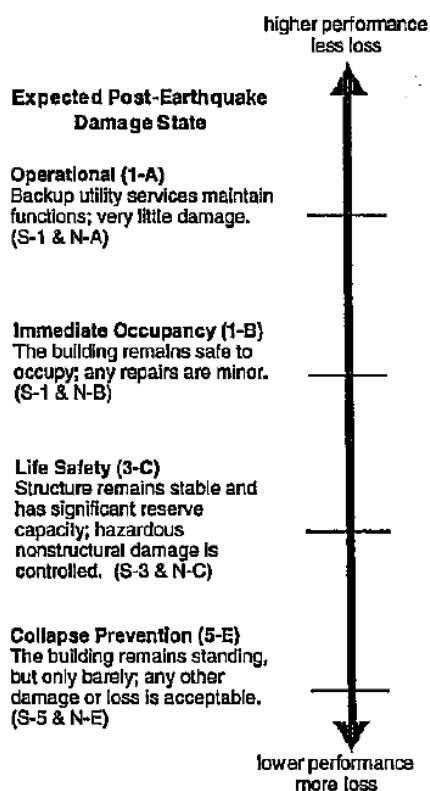 higher performance
less loss
Expected Post-Earthquake
Damage State
Operational (1-A)
Backup utility services maintain
functions; very little damage.
(S-1 & N-A)
Immediate Occupancy (1-B)
The building remains safe to
occupy; any repairs are minor.
(S-1 & N-B)
Life Safety (3-C)
Structure remains stable and
has significant reserve
capacity; hazardous
nonstructural damage is
controlled. (S-3 & N-C)
Collapse Prevention (5-E)
The building remains standing,
but only barely; any other
damage or loss is acceptable.
(S-5 & N-E)
lower performance
more loss